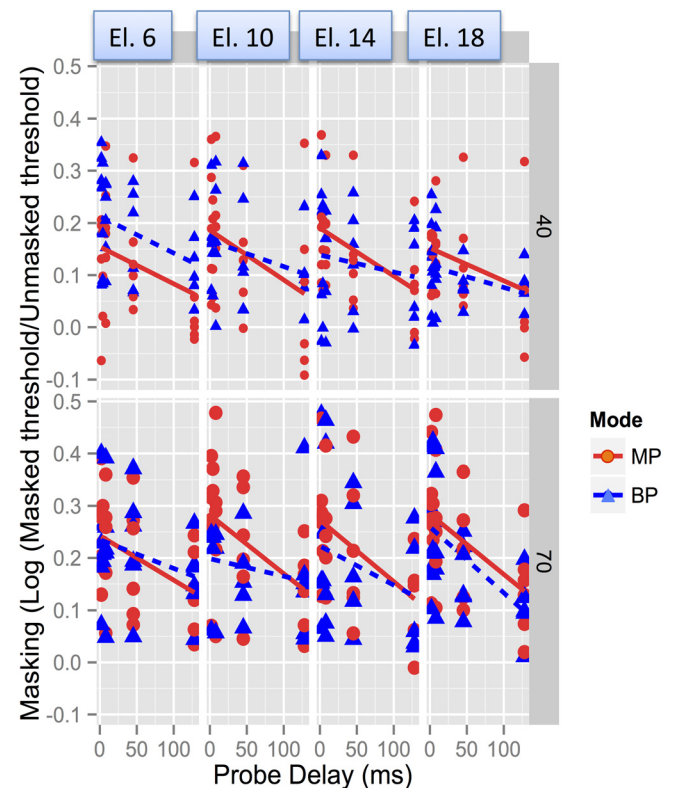 El. 6 El. 10 El. 14 El. 18
Masking (Log (Masked threshold/Unmasked threshold)
0.5
0.4
0.3
0.2
0.1
0.0
-0.1
40
0.5
0.4
0.3
0.2
0.1
0.0
-0.1
70
0 50 100 0 50 100 0 50 100 0 50 100
Probe Delay (ms)
Mode
MP
BP